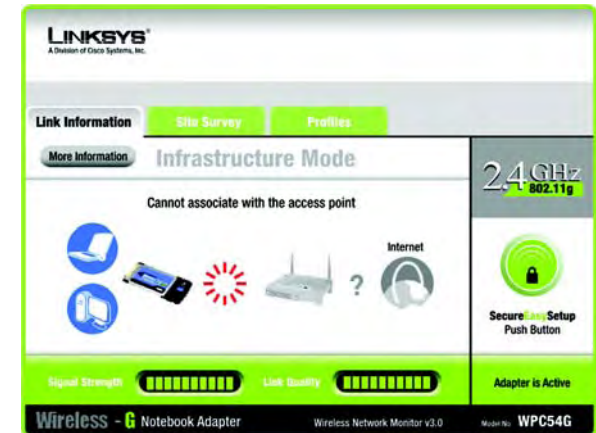 LINKSYS®
A Division of Cisco Systems, Inc.
Link Information
Site Survey
Profiles
More Information
Infrastructure Mode
2.4 GHz
802.11g
Cannot associate with the access point
Internet
?
SecureEasySetup
Push Button
Signal Strength
Link Quality
Adapter is Active
Wireless - G Notebook Adapter
Wireless Network Monitor v3.0
Model No. WPC54G